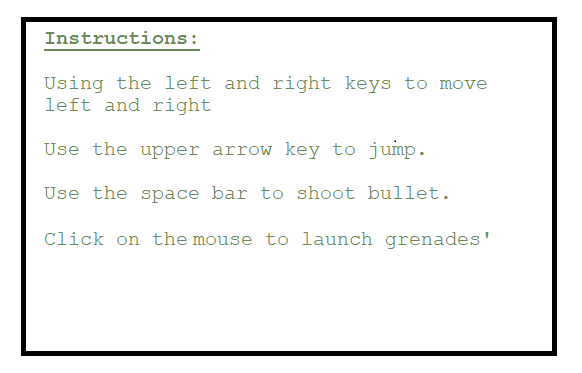 Instructions:
Using the left and right keys to move
left and right
Use the upper arrow key to jump.
Use the space bar to shoot bullet.
Click on the mouse to launch grenades'